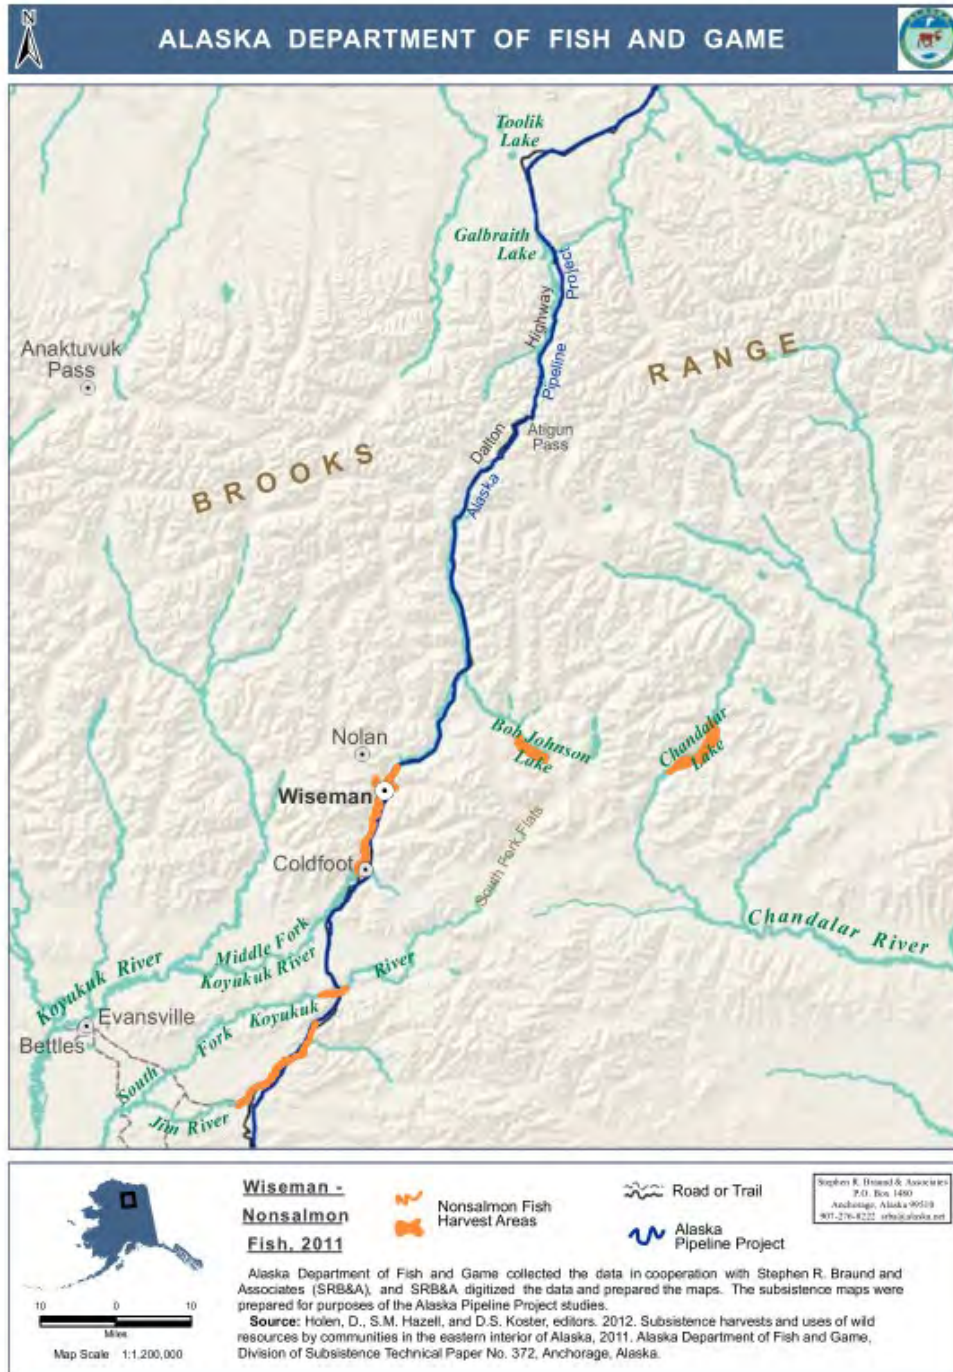 N
ALASKA DEPARTMENT OF FISH AND GAME
Toolik
Lake
Galbraith
Lake
Project
Highway
Pipeline
Anaktuvuk
Pass
RANGE
BROOKS
Dalton
Atigun
Pass
Alaska
Nolan
Bob Johnson
Lake
Chandalar
Lake
Wiseman
South Fork Flats
Coldfoot
Chandalar River
Middle Fork
Koyukuk River
Koyukuk River
River
Koyukuk
Fork
South
Evansville
Bettles
Jim River
Wiseman -
Nonsalmon
Fish, 2011
Nonsalmon Fish
Harvest Areas
Road or Trail
Alaska
Pipeline Project
Stephen R. Braund & Associates
P.O. Box 1480
Anchorage, Alaska 99510
907-276-8222 srba@alaska.net
Alaska Department of Fish and Game collected the data in cooperation with Stephen R. Braund and
Associates (SRB&A), and SRB&A digitized the data and prepared the maps. The subsistence maps were
prepared for purposes of the Alaska Pipeline Project studies.
Source: Holen, D., S.M. Hazell, and D.S. Koster, editors. 2012. Subsistence harvests and uses of wild
resources by communities in the eastern interior of Alaska, 2011. Alaska Department of Fish and Game,
Division of Subsistence Technical Paper No. 372, Anchorage, Alaska.
10 0 10
Miles
Map Scale 1:1,200,000